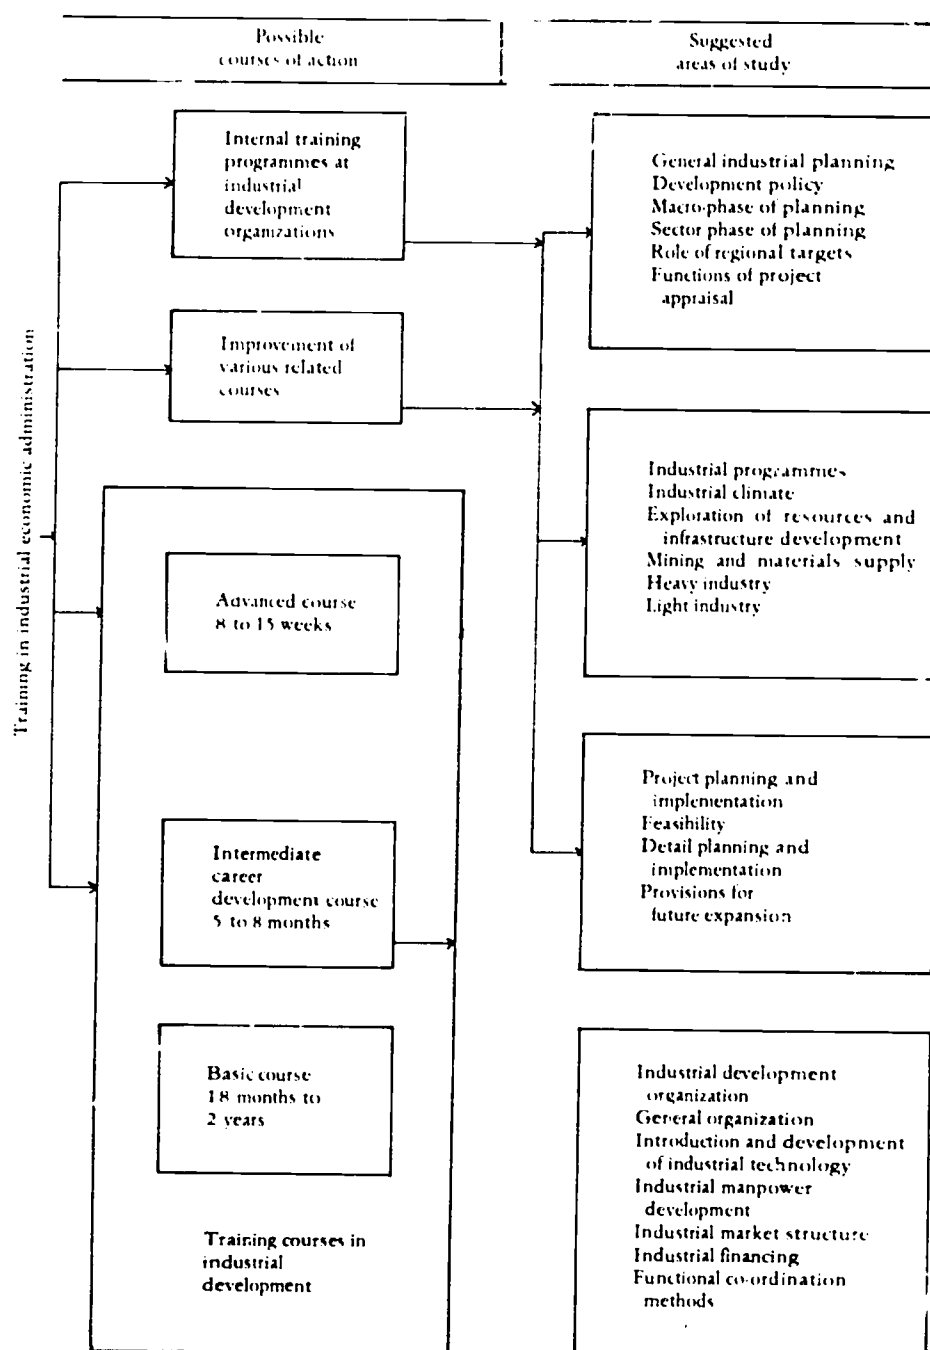 Possible
courses of action
Suggested
areas of study
Training in industrial economic administration
Internal training
programmes at
industrial
development
organizations
Improvement of
various related
courses
Advanced course
8 to 15 weeks
Intermediate
career
development course
5 to 8 months
Basic course
18 months to
2 years
Training courses in
industrial
development
General industrial planning
Development policy
Macro-phase of planning
Sector phase of planning
Role of regional targets
Functions of project
appraisal
Industrial programmes
Industrial climate
Exploration of resources and
infrastructure development
Mining and materials supply
Heavy industry
Light industry
Project planning and
implementation
Feasibility
Detail planning and
implementation
Provisions for
future expansion
Industrial development
organization
General organization
Introduction and development
of industrial technology
Industrial manpower
development
Industrial market structure
Industrial financing
Functional co-ordination
methods